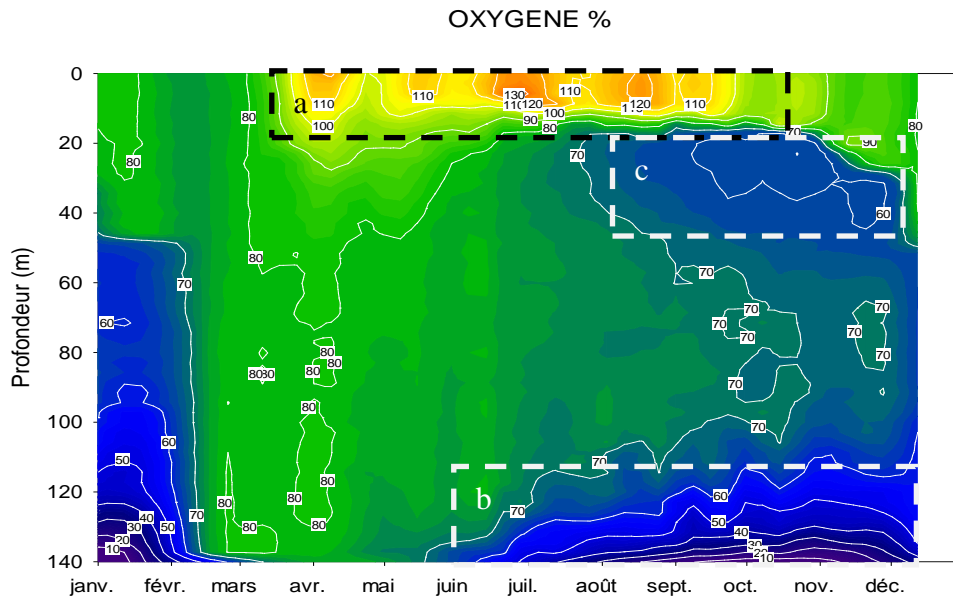 OXYGENE %
0
20
40
60
80
100
120
140
Profondeur (m)
janv. févr. mars avr. mai juin juil. août sept. oct. nov. déc.
a
b
c
110 110 130 110 120 110 120 110
100 90 80 100 70 80
80 80 80 70 90
60
80 70 70
60 70 70 70
80 80 70
80 80 80 70
80 70
60 70
50 70
80 80 60
40 50 70 80 80 50
30 40
20 30
10 20
10